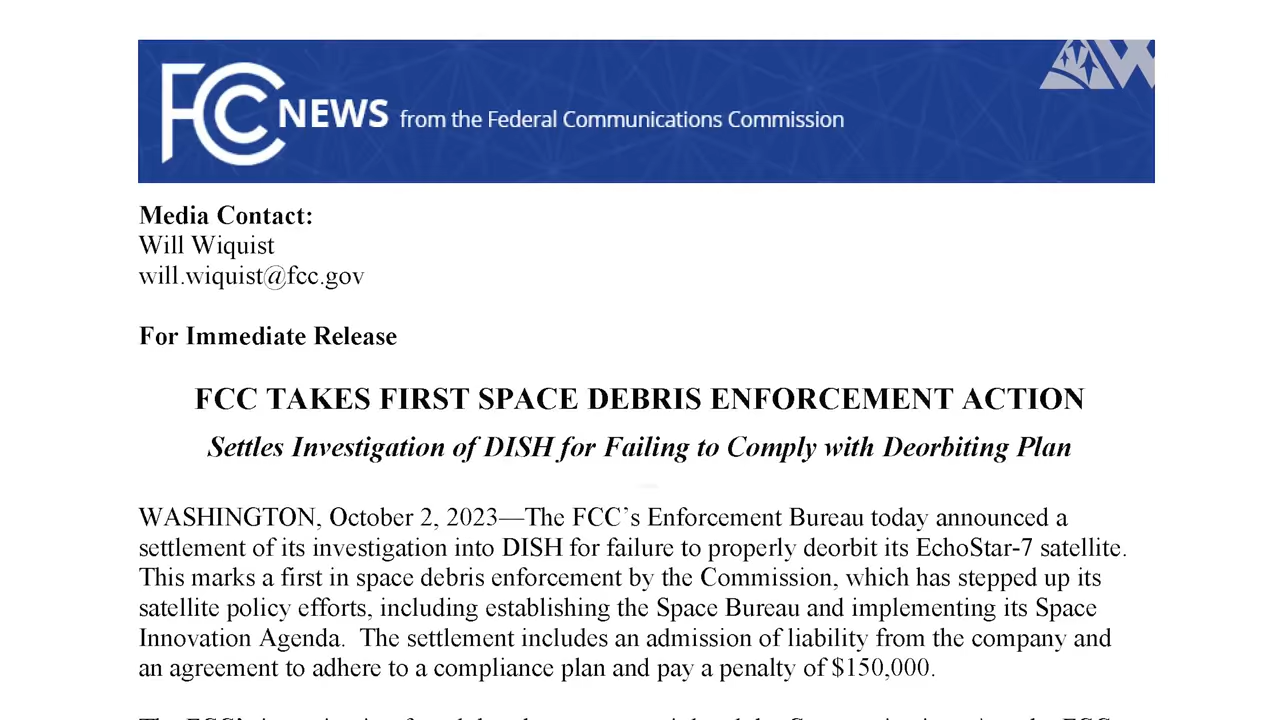 FCC NEWS from the Federal Communications Commission
Media Contact:
Will Wiquist
will.wiquist@fcc.gov
For Immediate Release
FCC TAKES FIRST SPACE DEBRIS ENFORCEMENT ACTION
Settles Investigation of DISH for Failing to Comply with Deorbiting Plan
WASHINGTON, October 2, 2023—The FCC’s Enforcement Bureau today announced a
settlement of its investigation into DISH for failure to properly deorbit its EchoStar-7 satellite.
This marks a first in space debris enforcement by the Commission, which has stepped up its
satellite policy efforts, including establishing the Space Bureau and implementing its Space
Innovation Agenda.  The settlement includes an admission of liability from the company and
an agreement to adhere to a compliance plan and pay a penalty of $150,000.